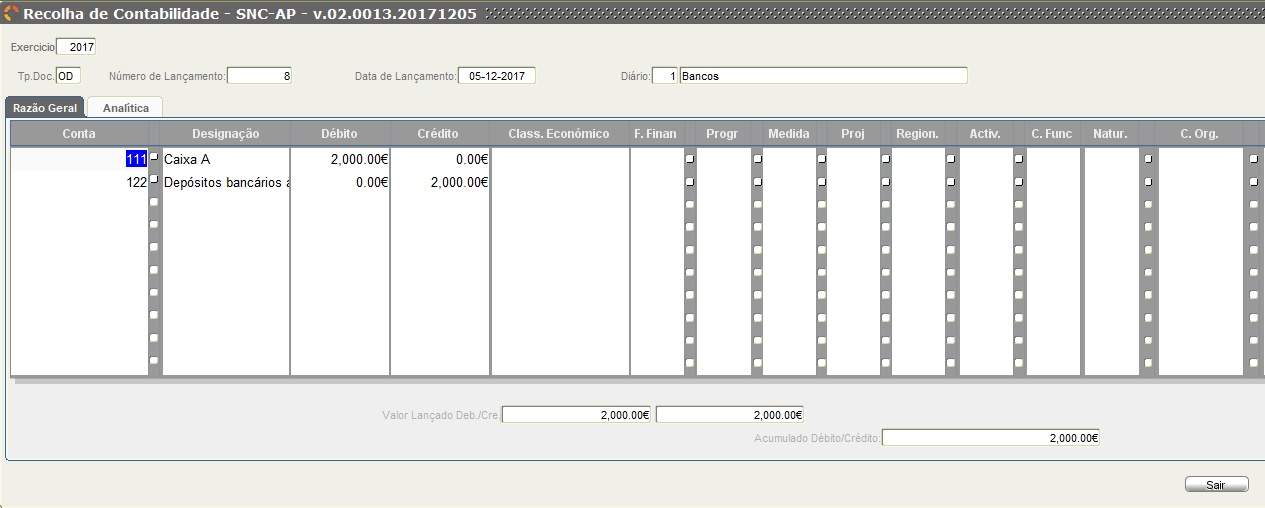 Recolha de Contabilidade - SNC-AP - v.02.0013.20171205
Exercicio 2017
Tp.Doc. OD Número de Lançamento: 8 Data de Lançamento: 05-12-2017 Diário: 1 Bancos
Razão Geral Analítica
Conta Designação Débito Crédito Class. Económico F. Finan Progr Medida Proj Region. Activ. C. Func Natur. C. Org.
111 Caixa A 2,000.00€ 0.00€
122 Depósitos bancários a 0.00€ 2,000.00€
Valor Lançado Deb./Cre. 2,000.00€ 2,000.00€
Acumulado Débito/Crédito: 2,000.00€
Sair